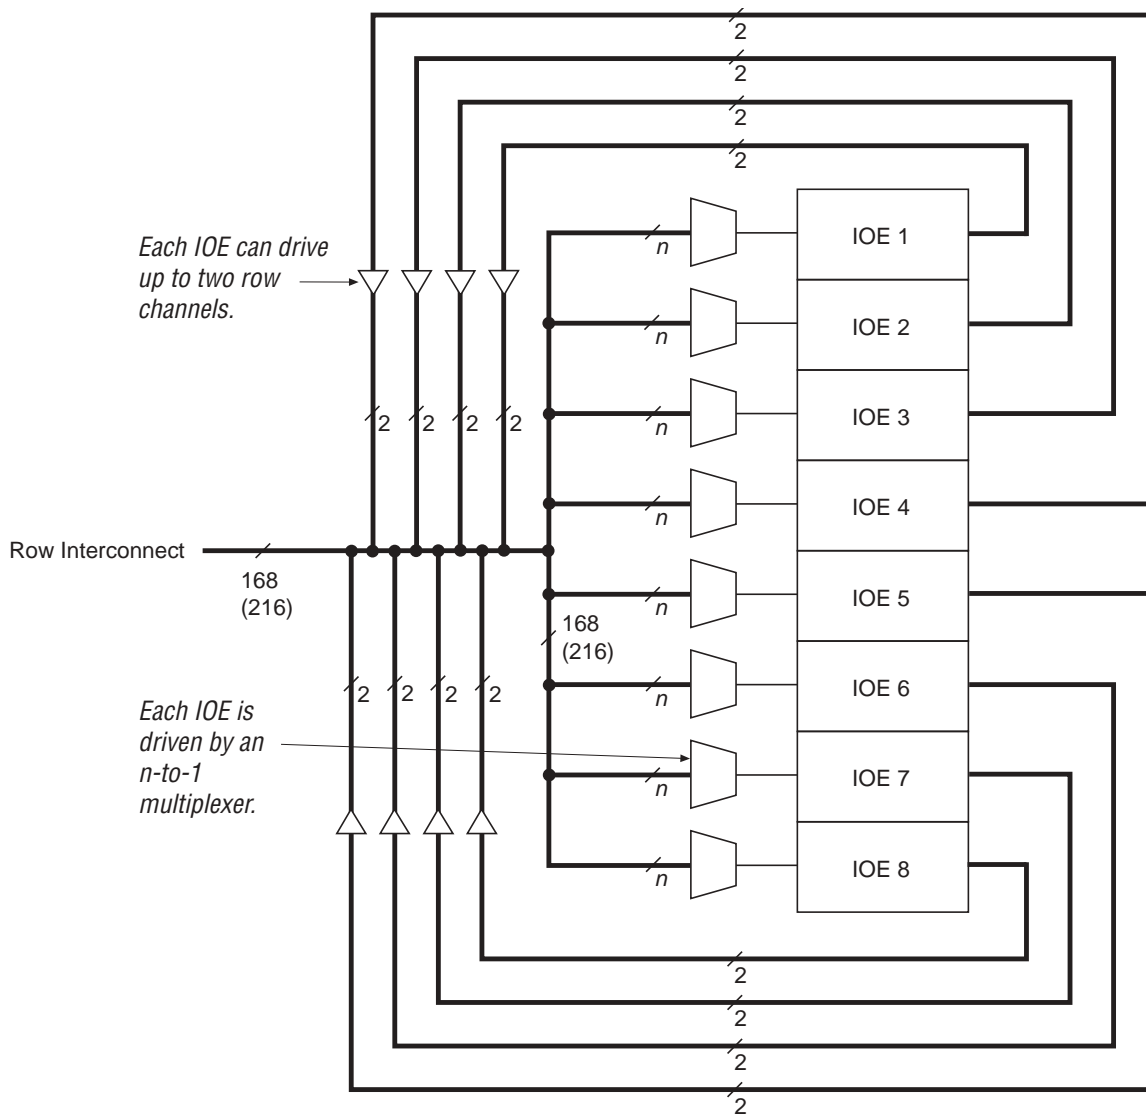 2
2
2
2
Each IOE can drive
up to two row
channels.
n
IOE 1
n
IOE 2
2
2
2
2
n
IOE 3
n
IOE 4
Row Interconnect
168
(216)
n
IOE 5
168
(216)
2
2
2
2
n
IOE 6
Each IOE is
driven by an
n-to-1
multiplexer.
n
IOE 7
n
IOE 8
2
2
2
2